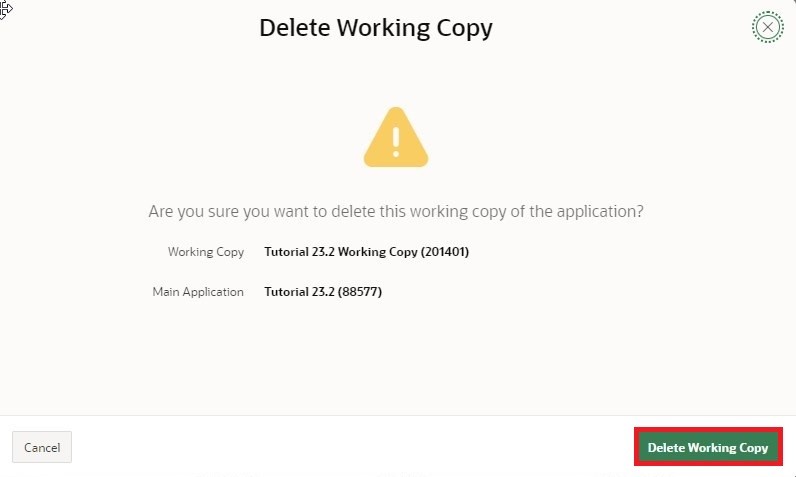 Delete Working Copy
Are you sure you want to delete this working copy of the application?
Working Copy Tutorial 23.2 Working Copy (201401)
Main Application Tutorial 23.2 (88577)
Cancel Delete Working Copy